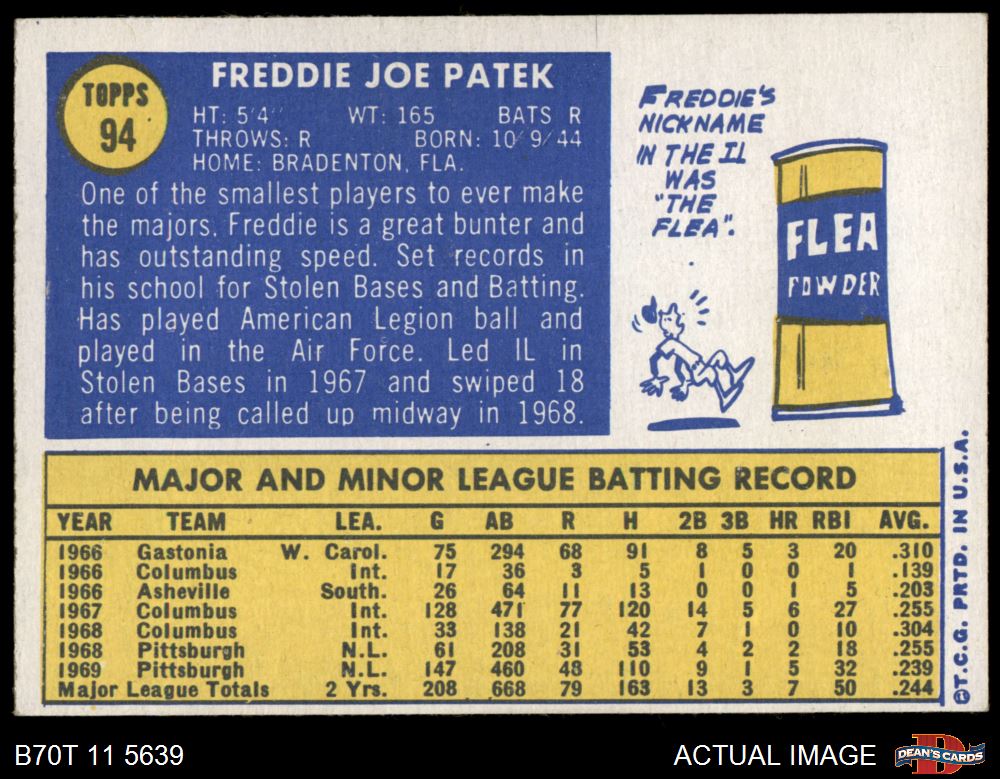 TOPPS
94
FREDDIE JOE PATEK
HT: 5'4" WT: 165 BATS R
THROWS: R BORN: 10/9/44
HOME: BRADENTON, FLA.
One of the smallest players to ever make
the majors, Freddie is a great bunter and
has outstanding speed. Set records in
his school for Stolen Bases and Batting.
Has played American Legion ball and
played in the Air Force. Led IL in
Stolen Bases in 1967 and swiped 18
after being called up midway in 1968.
FREDDIE'S
NICKNAME
IN THE IL
WAS
"THE
FLEA".
FLEA
POWDER
MAJOR AND MINOR LEAGUE BATTING RECORD
YEAR TEAM LEA. G AB R H 2B 3B HR RBI AVG.
1966 Gastonia W. Carol. 75 294 68 91 8 5 3 20 .310
1966 Columbus Int. 17 36 3 5 1 0 0 1 .139
1966 Asheville South. 26 64 11 13 0 0 1 5 .203
1967 Columbus Int. 128 471 77 120 14 5 6 27 .255
1968 Columbus Int. 33 138 21 42 7 1 0 10 .304
1968 Pittsburgh N.L. 61 208 31 53 4 2 2 18 .255
1969 Pittsburgh N.L. 147 460 48 110 9 1 5 32 .239
Major League Totals 2 Yrs. 208 668 79 163 13 3 7 50 .244
©T.C.G. PRTD. IN U.S.A.
B70T 11 5639
ACTUAL IMAGE
D
DEAN'S CARDS